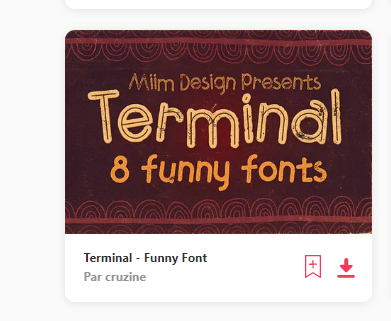 Miim Design Presents
Terminal
8 funny fonts
Terminal - Funny Font
Par cruzine